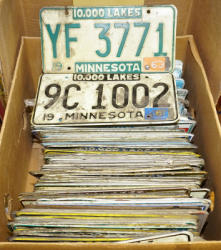 10,000 LAKES
YF 3771
MINNESOTA
10,000 LAKES
9C 1002
19 MINNESOTA